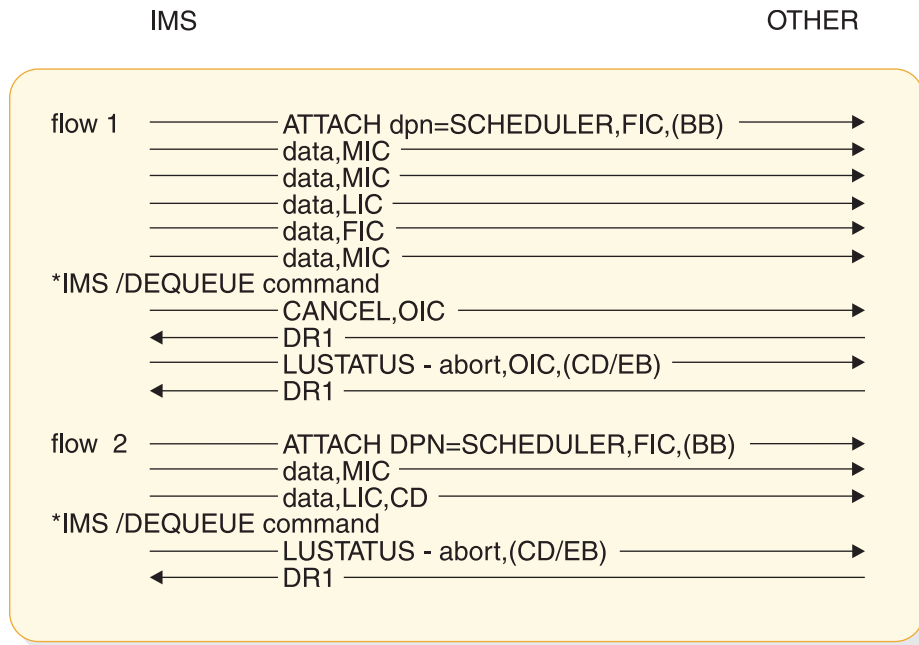 IMS OTHER
flow 1 ATTACH dpn=SCHEDULER,FIC,(BB)
data,MIC
data,MIC
data,LIC
data,FIC
data,MIC
*IMS /DEQUEUE command
CANCEL,OIC
DR1
LUSTATUS - abort,OIC,(CD/EB)
DR1
flow 2 ATTACH DPN=SCHEDULER,FIC,(BB)
data,MIC
data,LIC,CD
*IMS /DEQUEUE command
LUSTATUS - abort,(CD/EB)
DR1